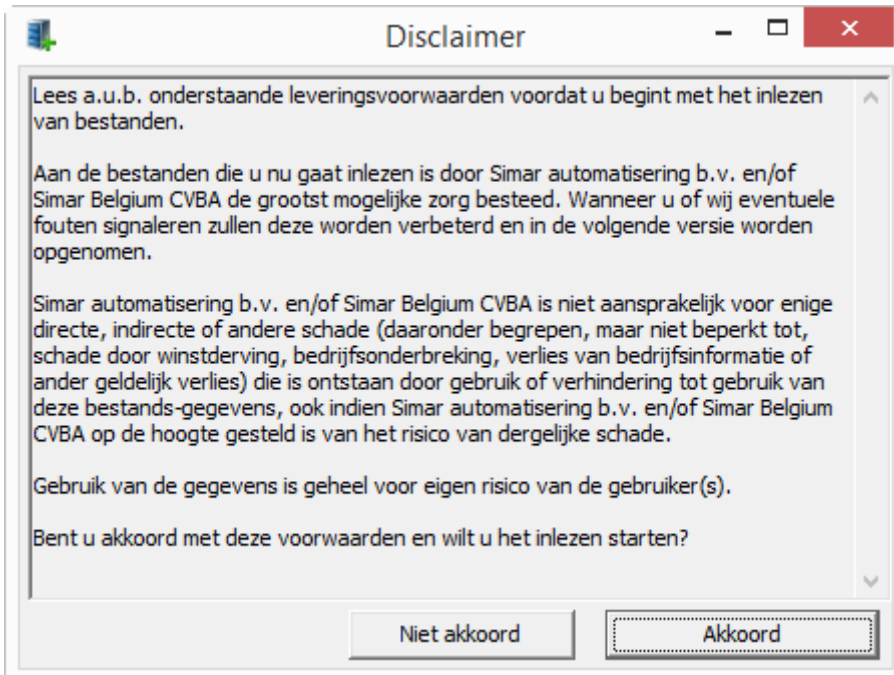 Disclaimer
Lees a.u.b. onderstaande leveringsvoorwaarden voordat u begint met het inlezen
van bestanden.
Aan de bestanden die u nu gaat inlezen is door Simar automatisering b.v. en/of
Simar Belgium CVBA de grootst mogelijke zorg besteed. Wanneer u of wij eventuele
fouten signaleren zullen deze worden verbeterd en in de volgende versie worden
opgenomen.
Simar automatisering b.v. en/of Simar Belgium CVBA is niet aansprakelijk voor enige
directe, indirecte of andere schade (daaronder begrepen, maar niet beperkt tot,
schade door winstderving, bedrijfsonderbreking, verlies van bedrijfsinformatie of
ander geldelijk verlies) die is ontstaan door gebruik of verhindering tot gebruik van
deze bestands-gegevens, ook indien Simar automatisering b.v. en/of Simar Belgium
CVBA op de hoogte gesteld is van het risico van dergelijke schade.
Gebruik van de gegevens is geheel voor eigen risico van de gebruiker(s).
Bent u akkoord met deze voorwaarden en wilt u het inlezen starten?
Niet akkoord
Akkoord